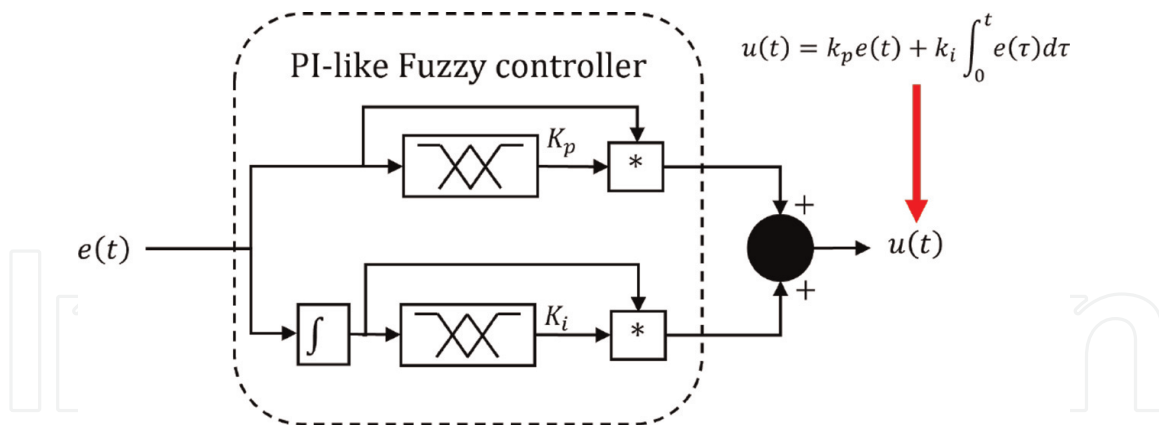 u(t) = k_p e(t) + k_i ∫_0^t e(τ)dτ
PI-like Fuzzy controller
K_p
*
+
e(t)
u(t)
∫
K_i
*
+